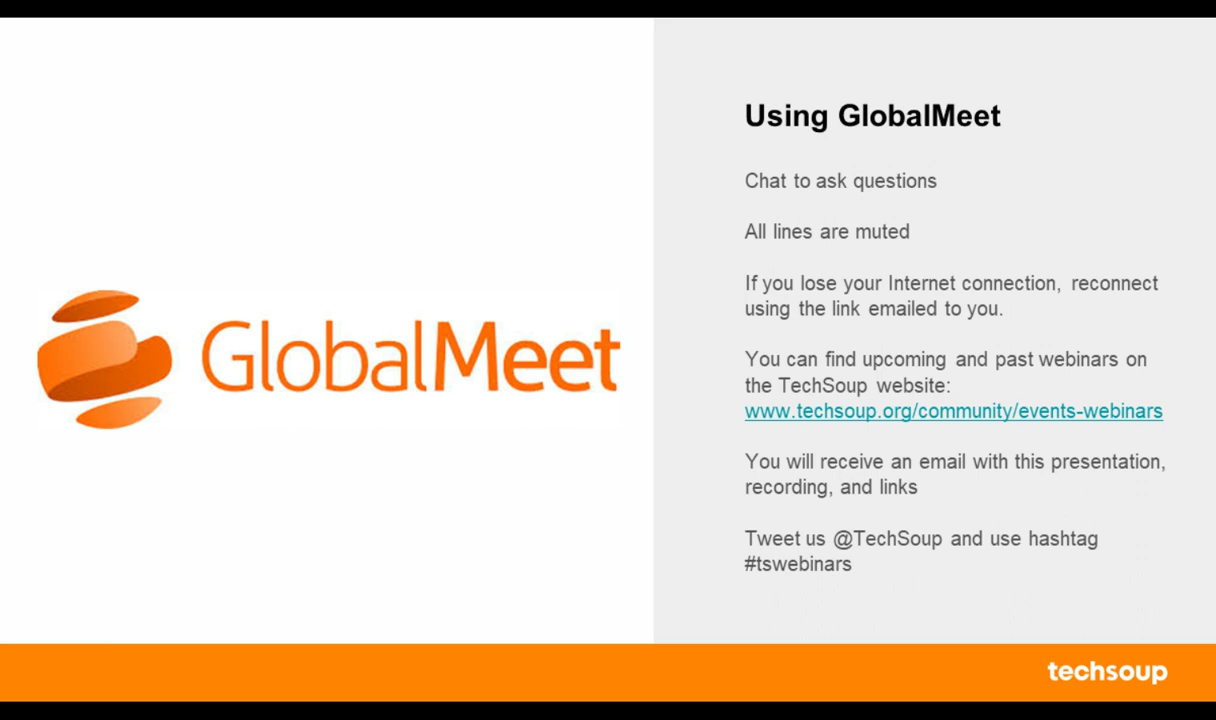 GlobalMeet
Using GlobalMeet
Chat to ask questions
All lines are muted
If you lose your Internet connection, reconnect
using the link emailed to you.
You can find upcoming and past webinars on
the TechSoup website:
www.techsoup.org/community/events-webinars
You will receive an email with this presentation,
recording, and links
Tweet us @TechSoup and use hashtag
#tswebinars
techsoup